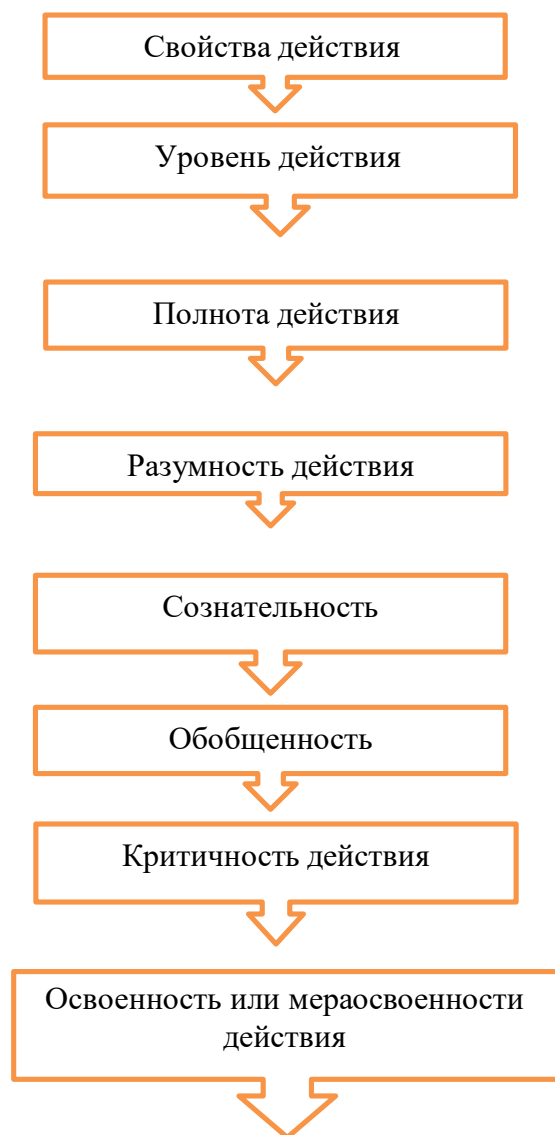 Свойства действия
Уровень действия
Полнота действия
Разумность действия
Сознательность
Обобщенность
Критичность действия
Освоенность или мераосвоенности
действия